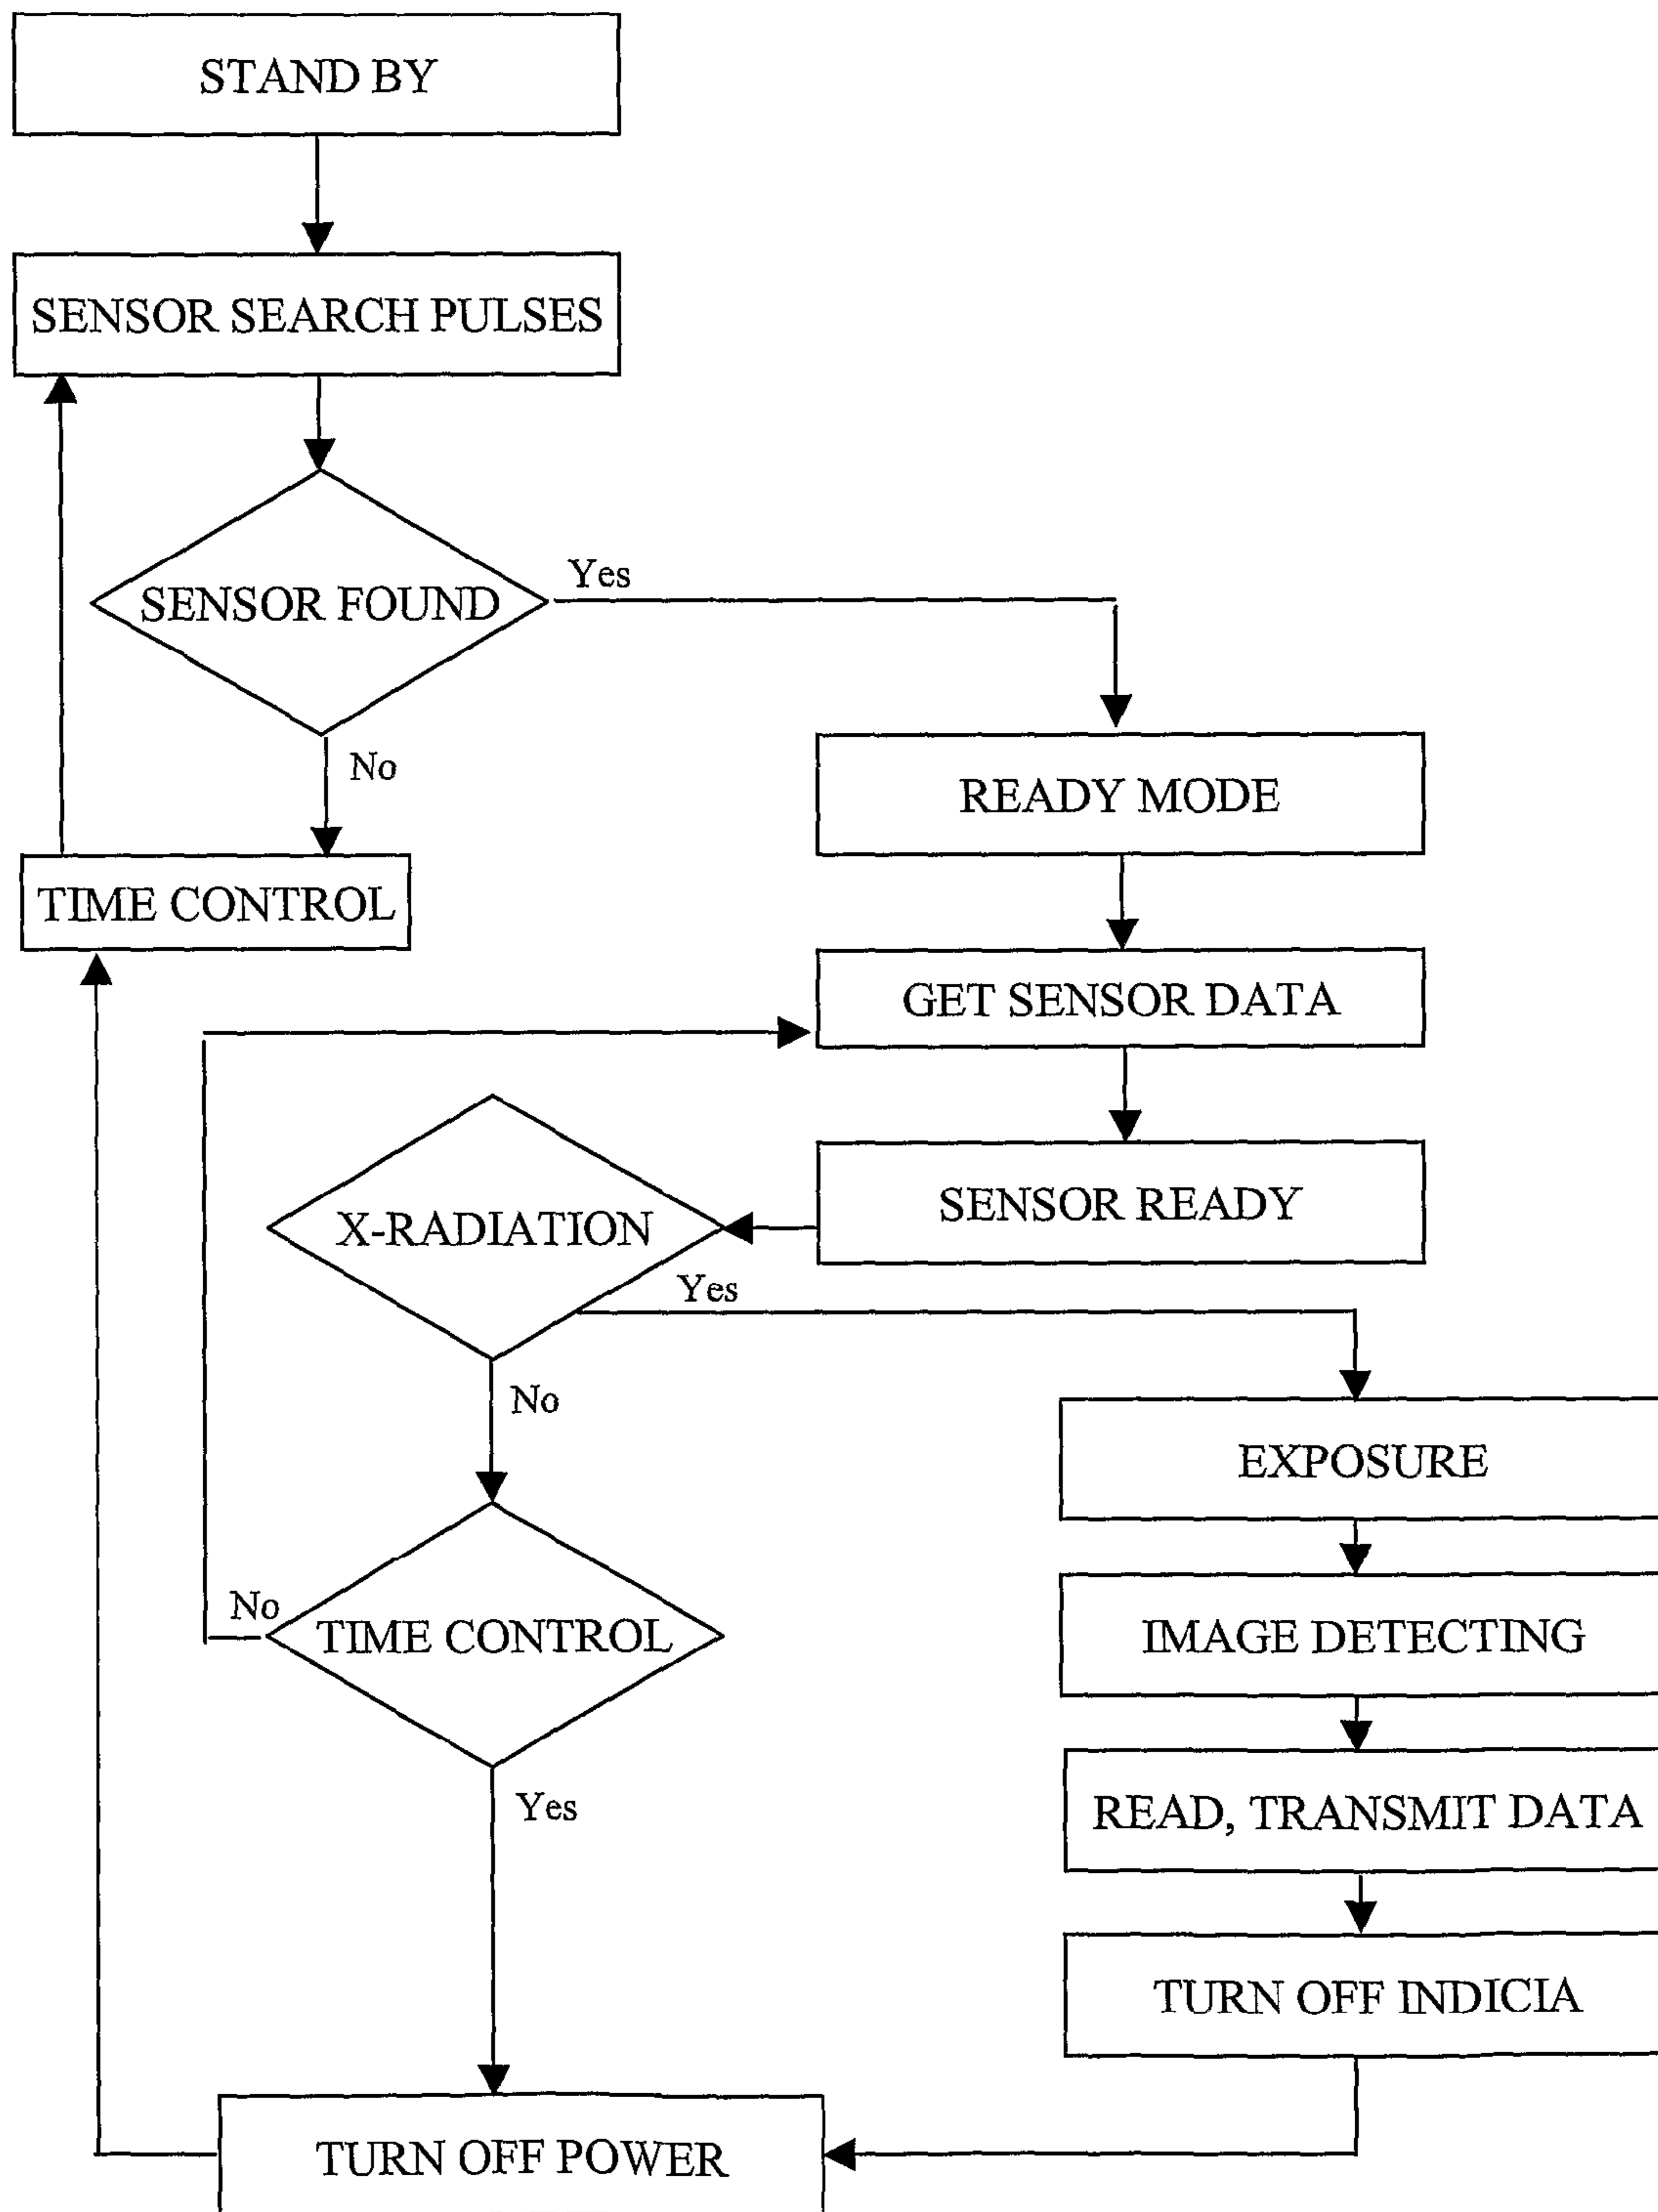 STAND BY
SENSOR SEARCH PULSES
SENSOR FOUND
Yes
No
READY MODE
TIME CONTROL
GET SENSOR DATA
SENSOR READY
X-RADIATION
Yes
No
EXPOSURE
No
TIME CONTROL
IMAGE DETECTING
Yes
READ, TRANSMIT DATA
TURN OFF INDICIA
TURN OFF POWER